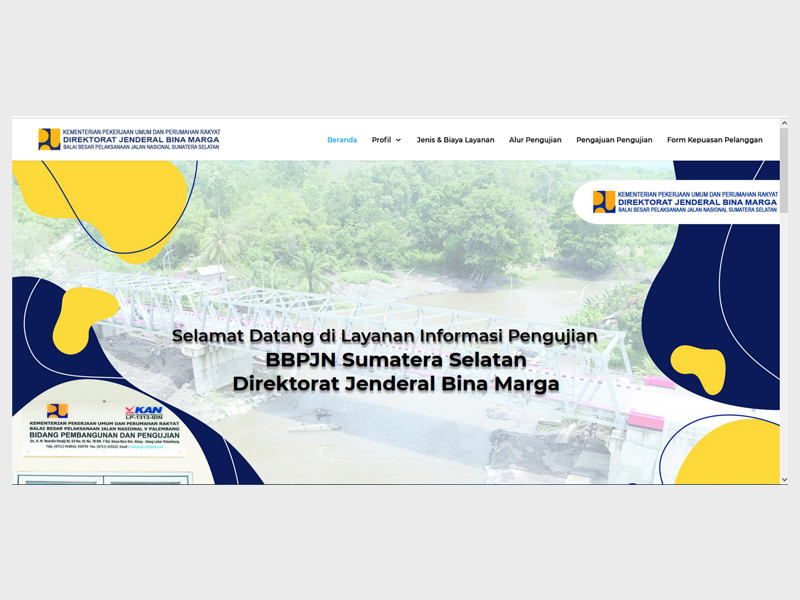 KEMENTERIAN PEKERJAAN UMUM DAN PERUMAHAN RAKYAT
DIREKTORAT JENDERAL BINA MARGA
BALAI BESAR PELAKSANAAN JALAN NASIONAL SUMATERA SELATAN
Beranda Profil Jenis & Biaya Layanan Alur Pengujian Pengajuan Pengujian Form Kepuasan Pelanggan
KEMENTERIAN PEKERJAAN UMUM DAN PERUMAHAN RAKYAT
DIREKTORAT JENDERAL BINA MARGA
BALAI BESAR PELAKSANAAN JALAN NASIONAL SUMATERA SELATAN
Selamat Datang di Layanan Informasi Pengujian
BBPJN Sumatera Selatan
Direktorat Jenderal Bina Marga
KAN
LP-1313-IDN
KEMENTERIAN PEKERJAAN UMUM DAN PERUMAHAN RAKYAT
BALAI BESAR PELAKSANAAN JALAN NASIONAL V PALEMBANG
BIDANG PEMBANGUNAN DAN PENGUJIAN